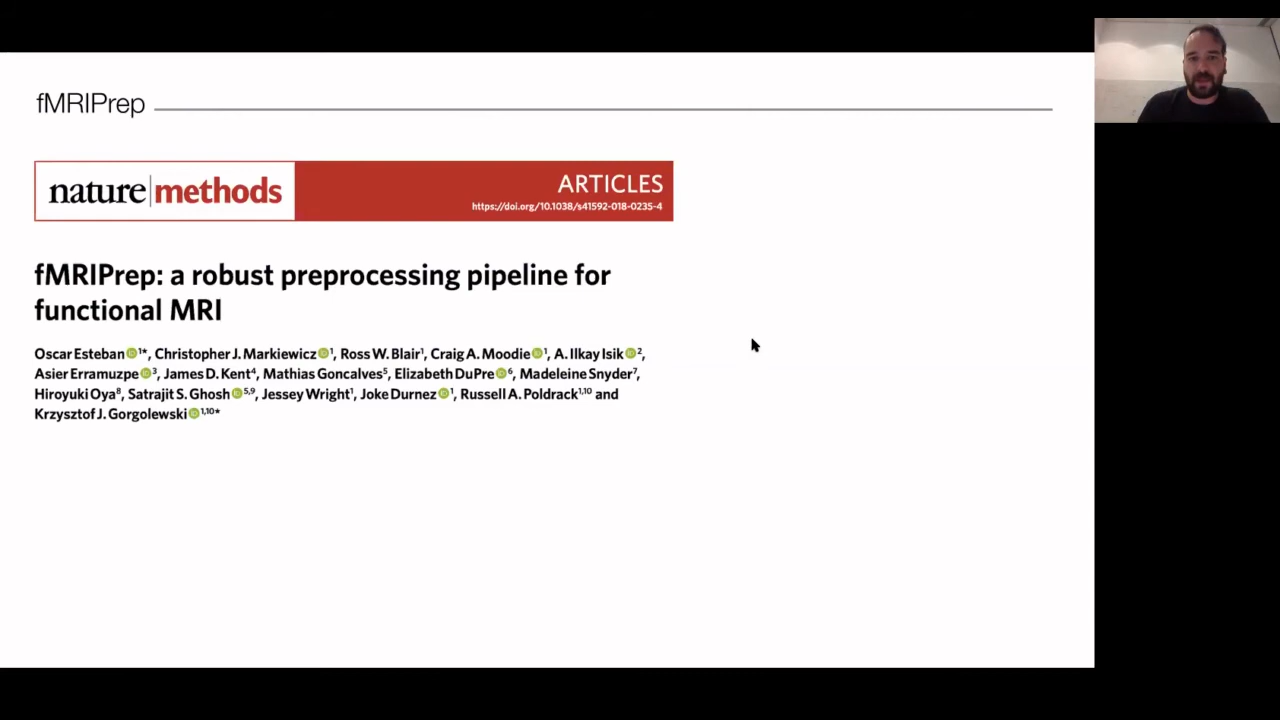 fMRIPrep
nature|methods
ARTICLES
https://doi.org/10.1038/s41592-018-0235-4
fMRIPrep: a robust preprocessing pipeline for
functional MRI
Oscar Esteban 1*, Christopher J. Markiewicz 1, Ross W. Blair1, Craig A. Moodie 1, A. Ilkay Isik 2,
Asier Erramuzpe 3, James D. Kent4, Mathias Goncalves5, Elizabeth DuPre 6, Madeleine Snyder7,
Hiroyuki Oya8, Satrajit S. Ghosh 5,9, Jessey Wright1, Joke Durnez 1, Russell A. Poldrack1,10 and
Krzysztof J. Gorgolewski 1,10*